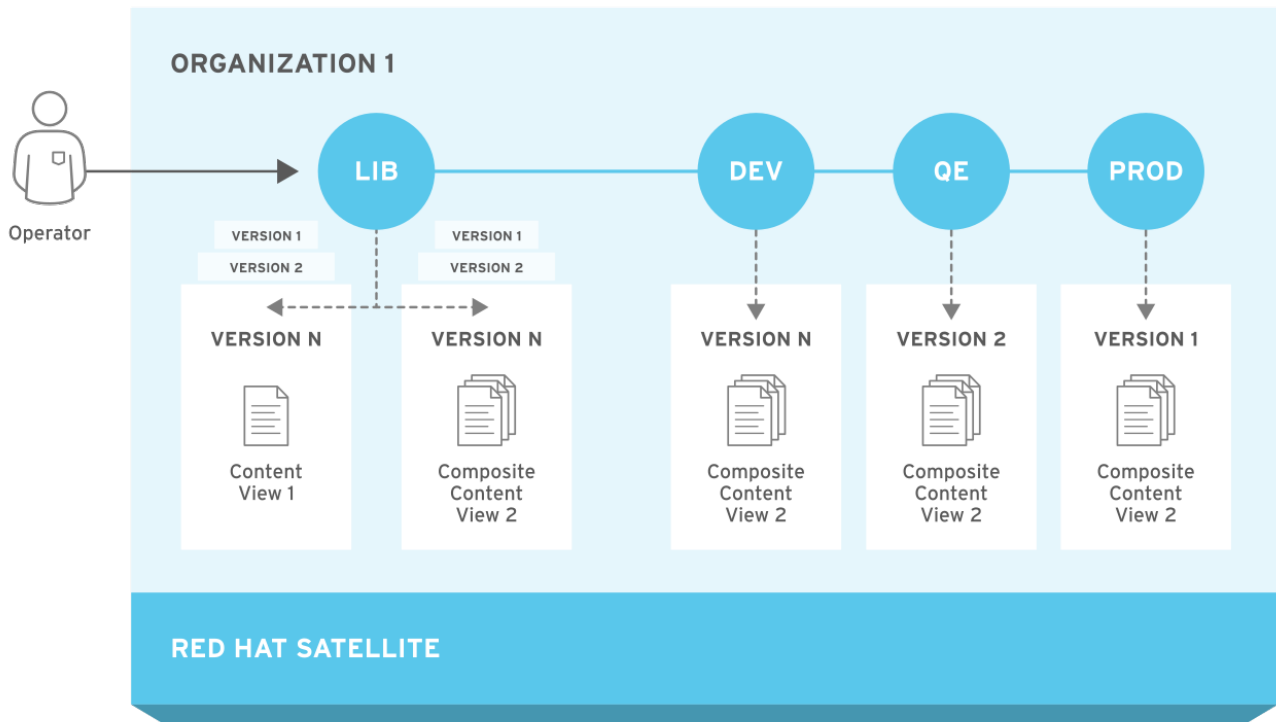 ORGANIZATION 1
LIB
DEV
QE
PROD
Operator
VERSION 1
VERSION 2
VERSION 1
VERSION 2
VERSION N
Content
View 1
VERSION N
Composite
Content
View 2
VERSION N
Composite
Content
View 2
VERSION 2
Composite
Content
View 2
VERSION 1
Composite
Content
View 2
RED HAT SATELLITE